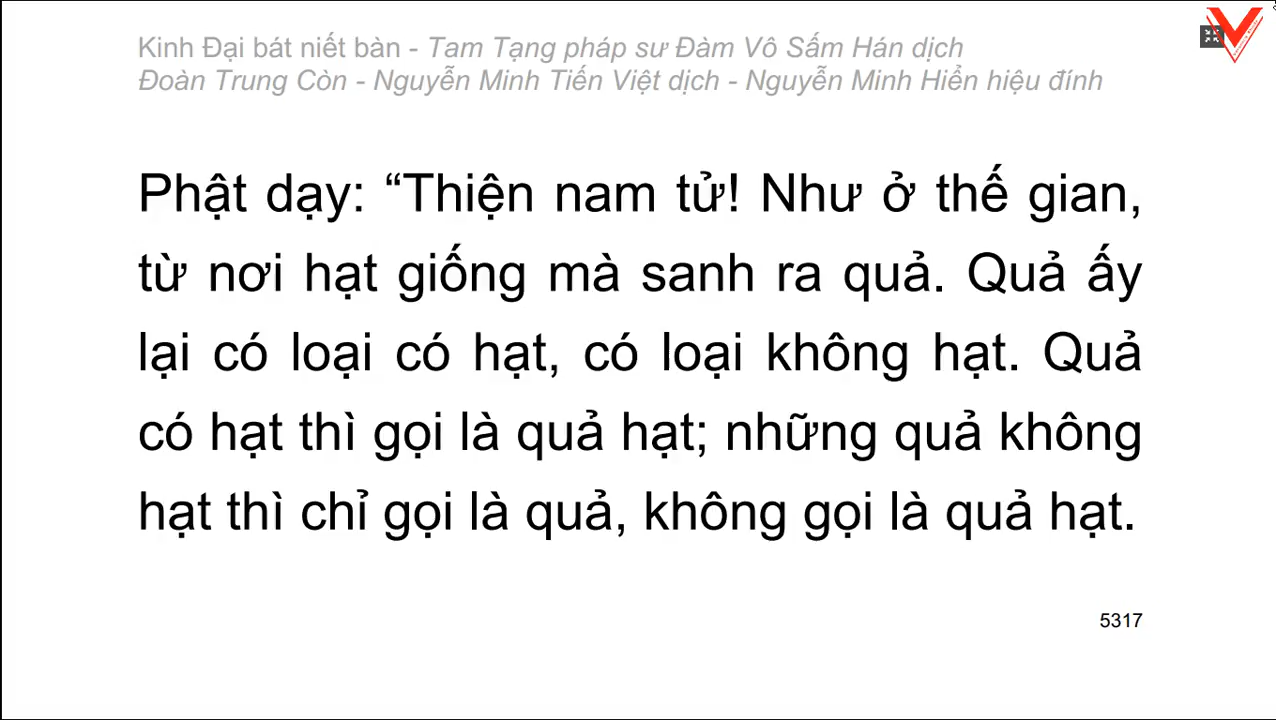 Kinh Đại bát niết bàn - Tam Tạng pháp sư Đàm Vô Sấm Hán dịch
Đoàn Trung Còn - Nguyễn Minh Tiến Việt dịch - Nguyễn Minh Hiển hiệu đính
Phật dạy: “Thiện nam tử! Như ở thế gian,
từ nơi hạt giống mà sanh ra quả. Quả ấy
lại có loại có hạt, có loại không hạt. Quả
có hạt thì gọi là quả hạt; những quả không
hạt thì chỉ gọi là quả, không gọi là quả hạt.
5317